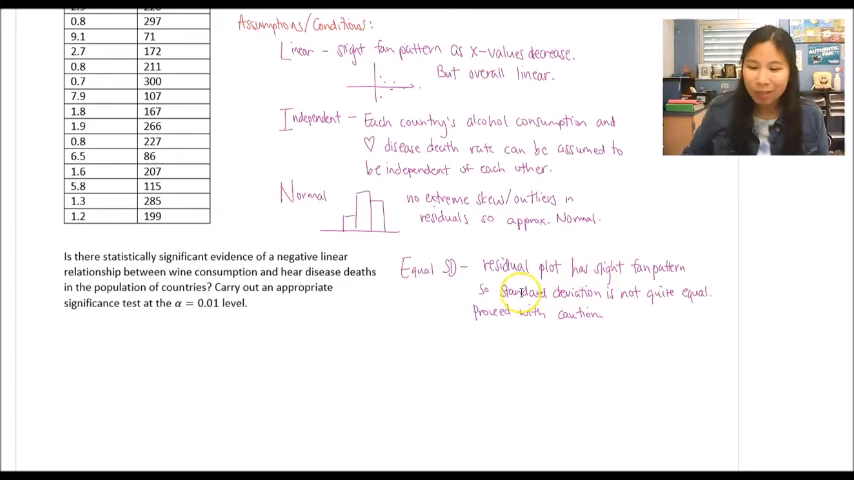 0.8 297
9.1 71
2.7 172
0.8 211
0.7 300
7.9 107
1.8 167
1.9 266
0.8 227
6.5 86
1.6 207
5.8 115
1.3 285
1.2 199
Is there statistically significant evidence of a negative linear
relationship between wine consumption and hear disease deaths
in the population of countries? Carry out an appropriate
significance test at the α = 0.01 level.
Assumptions/Conditions:
Linear - slight fan pattern as x-values decrease.
But overall linear.
Independent - Each country's alcohol consumption and
♡ disease death rate can be assumed to
be independent of each other.
Normal
no extreme skew/outliers in
residuals so approx. Normal.
Equal SD - residual plot has slight fan pattern
so standard deviation is not quite equal.
Proceed with caution.
AUTHENTIC